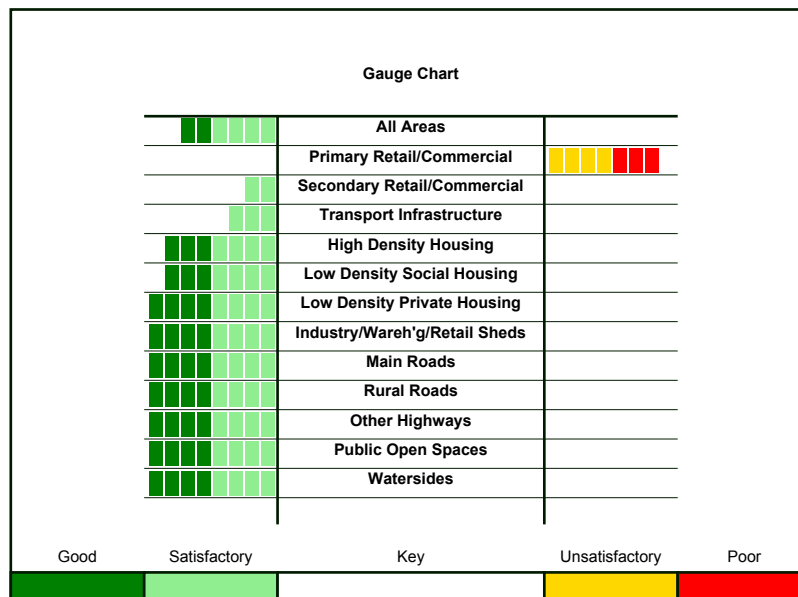 Gauge Chart
All Areas
Primary Retail/Commercial
Secondary Retail/Commercial
Transport Infrastructure
High Density Housing
Low Density Social Housing
Low Density Private Housing
Industry/Wareh'g/Retail Sheds
Main Roads
Rural Roads
Other Highways
Public Open Spaces
Watersides
Good Satisfactory Key Unsatisfactory Poor